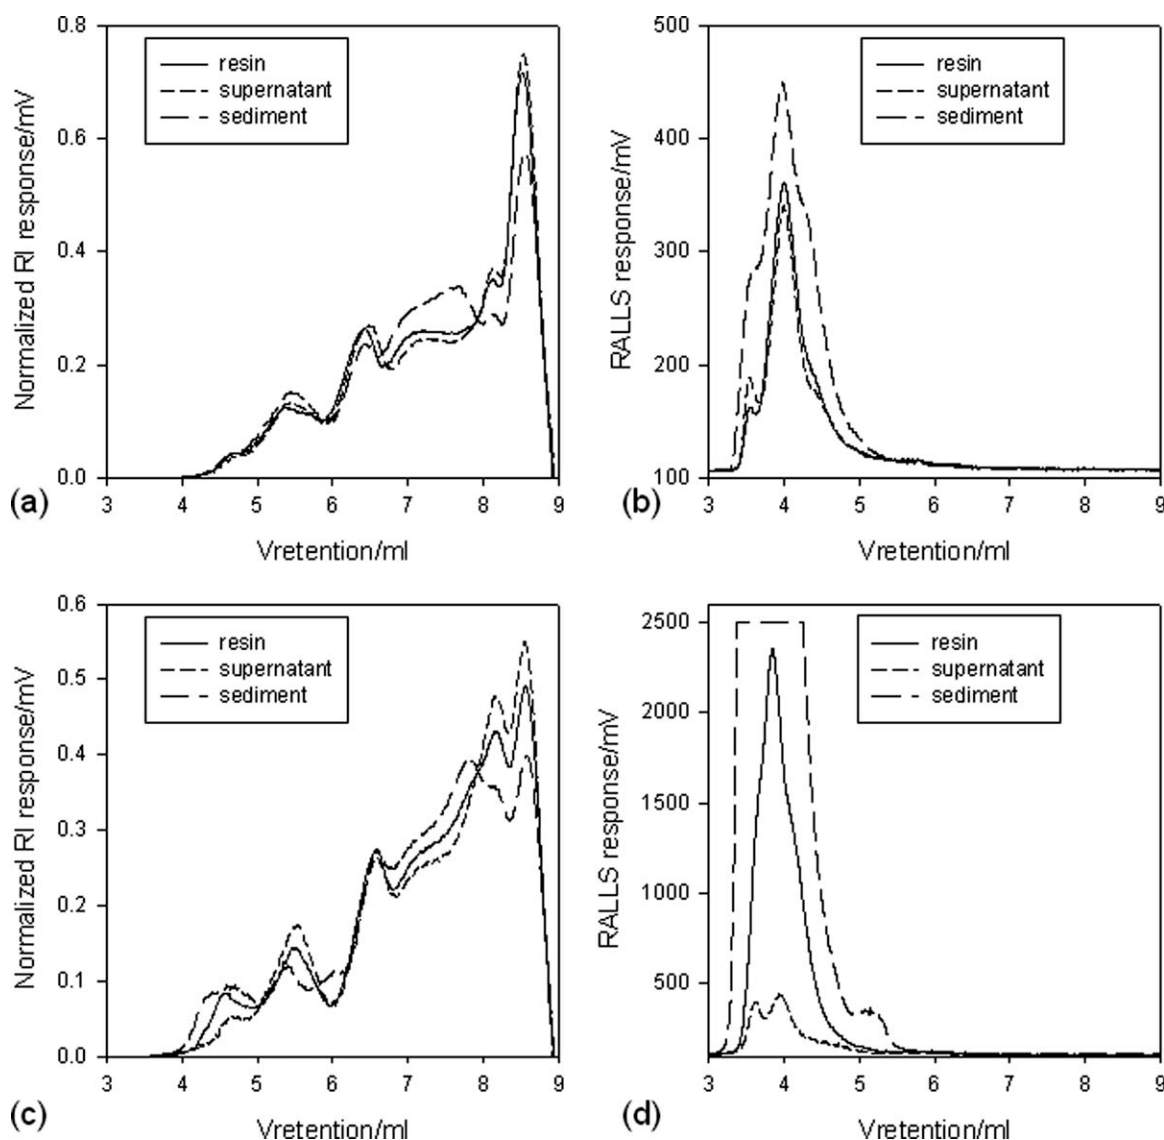 0.8
0.6
0.4
0.2
0.0
Normalized RI response/mV
resin
supernatant
sediment
3 4 5 6 7 8 9
Vretention/ml
(a)
500
400
300
200
100
RALLS response/mV
resin
supernatant
sediment
3 4 5 6 7 8 9
Vretention/ml
(b)
0.6
0.5
0.4
0.3
0.2
0.1
0.0
Normalized RI response/mV
resin
supernatant
sediment
3 4 5 6 7 8 9
Vretention/ml
(c)
2500
2000
1500
1000
500
RALLS response/mV
resin
supernatant
sediment
3 4 5 6 7 8 9
Vretention/ml
(d)